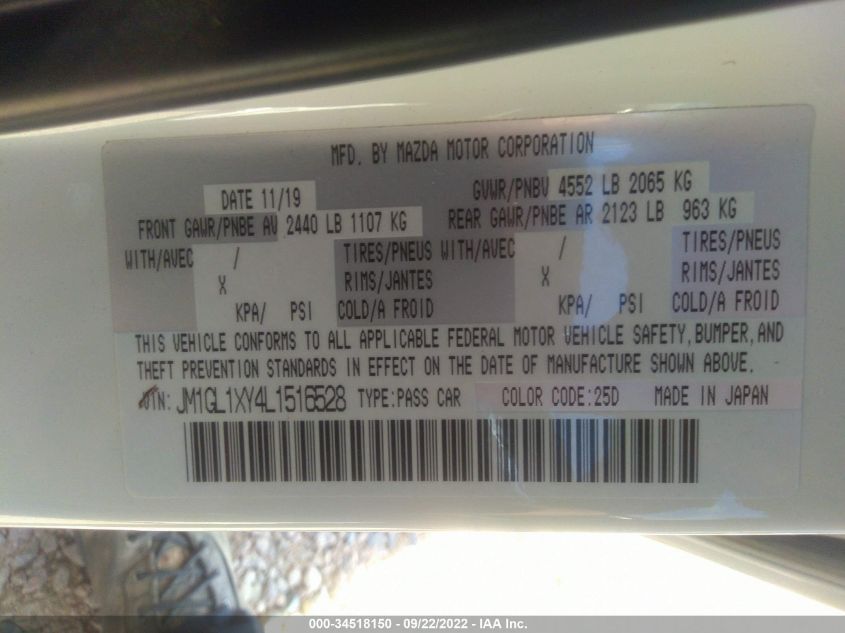 MFD. BY MAZDA MOTOR CORPORATION
DATE 11/19 GVWR/PNBV 4552 LB 2065 KG
FRONT GAWR/PNBE AV 2440 LB 1107 KG REAR GAWR/PNBE AR 2123 LB 963 KG
WITH/AVEC / TIRES/PNEUS WITH/AVEC / TIRES/PNEUS
X RIMS/JANTES X RIMS/JANTES
KPA/ PSI COLD/A FROID KPA/ PSI COLD/A FROID
THIS VEHICLE CONFORMS TO ALL APPLICABLE FEDERAL MOTOR VEHICLE SAFETY, BUMPER, AND
THEFT PREVENTION STANDARDS IN EFFECT ON THE DATE OF MANUFACTURE SHOWN ABOVE.
VIN: JM1GL1XY4L1516528 TYPE:PASS CAR COLOR CODE:25D MADE IN JAPAN
000-34518150 - 09/22/2022 - IAA Inc.